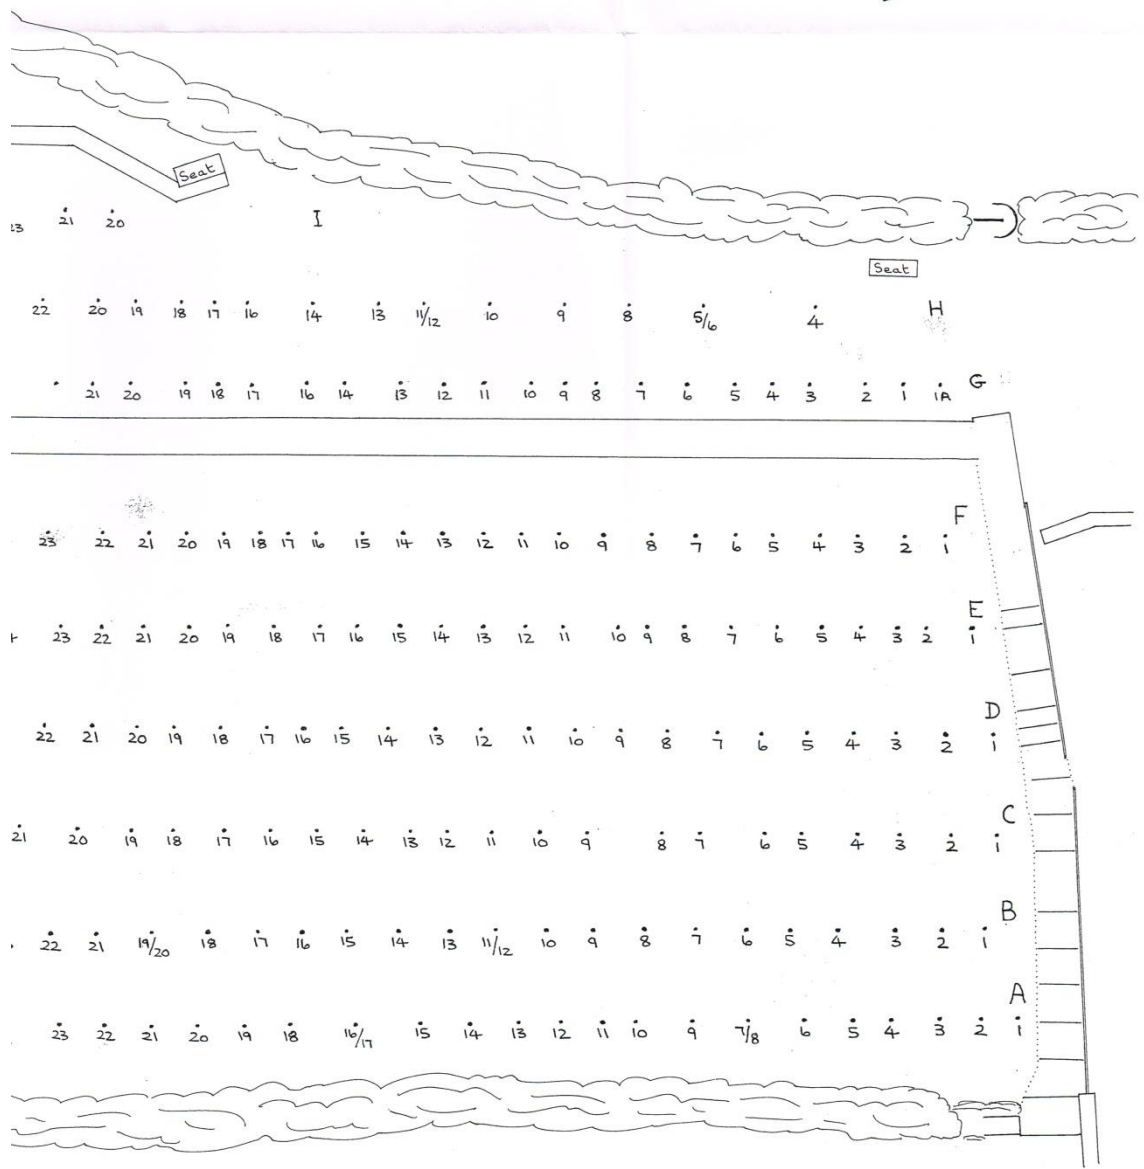 Seat
23 21 20 I
Seat
22 20 19 18 17 16 14 13 11/12 10 9 8 5/6 4 H
21 20 19 18 17 16 14 13 12 11 10 9 8 7 6 5 4 3 2 1 1A G
F
23 22 21 20 19 18 17 16 15 14 13 12 11 10 9 8 7 6 5 4 3 2 1
E
23 22 21 20 19 18 17 16 15 14 13 12 11 10 9 8 7 6 5 4 3 2 1
D
22 21 20 19 18 17 16 15 14 13 12 11 10 9 8 7 6 5 4 3 2 1
C
21 20 19 18 17 16 15 14 13 12 11 10 9 8 7 6 5 4 3 2 1
B
22 21 19/20 18 17 16 15 14 13 11/12 10 9 8 7 6 5 4 3 2 1
A
23 22 21 20 19 18 16/17 15 14 13 12 11 10 9 7/8 6 5 4 3 2 1